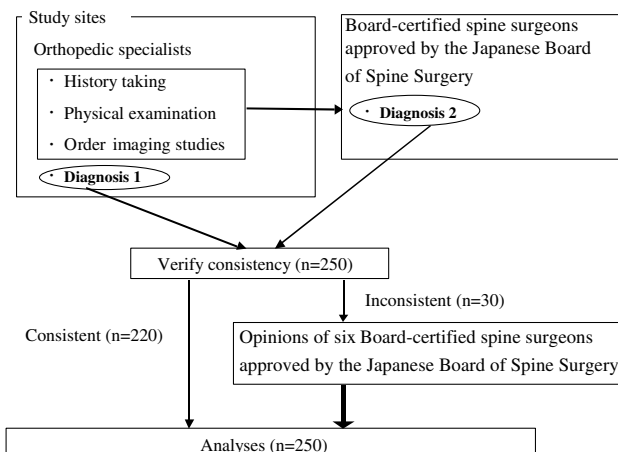 Study sites
Orthopedic specialists
・ History taking
・ Physical examination
・ Order imaging studies
・ Diagnosis 1
Board-certified spine surgeons
approved by the Japanese Board
of Spine Surgery
・ Diagnosis 2
Verify consistency (n=250)
Consistent (n=220)
Inconsistent (n=30)
Opinions of six Board-certified spine surgeons
approved by the Japanese Board of Spine Surgery
Analyses (n=250)